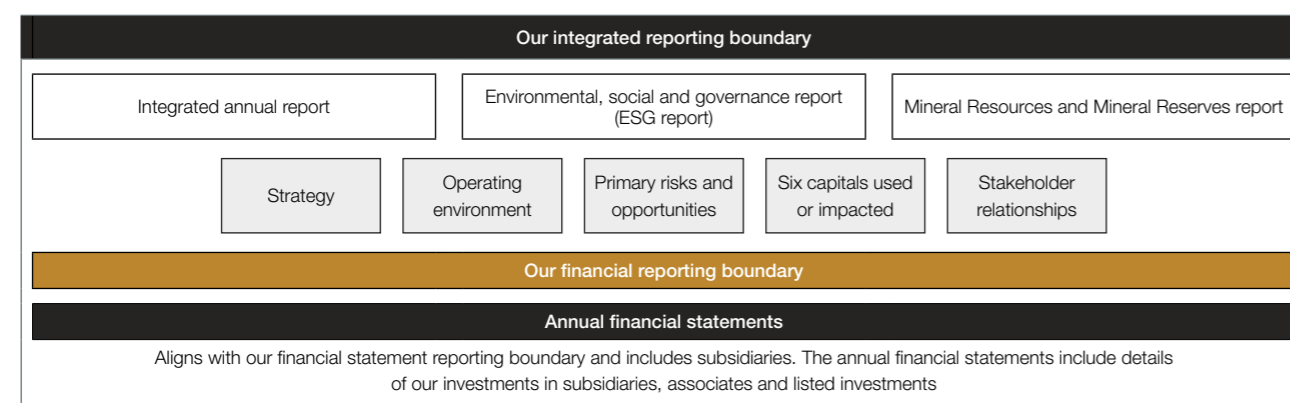 Our integrated reporting boundary
Integrated annual report
Environmental, social and governance report
(ESG report)
Mineral Resources and Mineral Reserves report
Strategy
Operating
environment
Primary risks and
opportunities
Six capitals used
or impacted
Stakeholder
relationships
Our financial reporting boundary
Annual financial statements
Aligns with our financial statement reporting boundary and includes subsidiaries. The annual financial statements include details
of our investments in subsidiaries, associates and listed investments